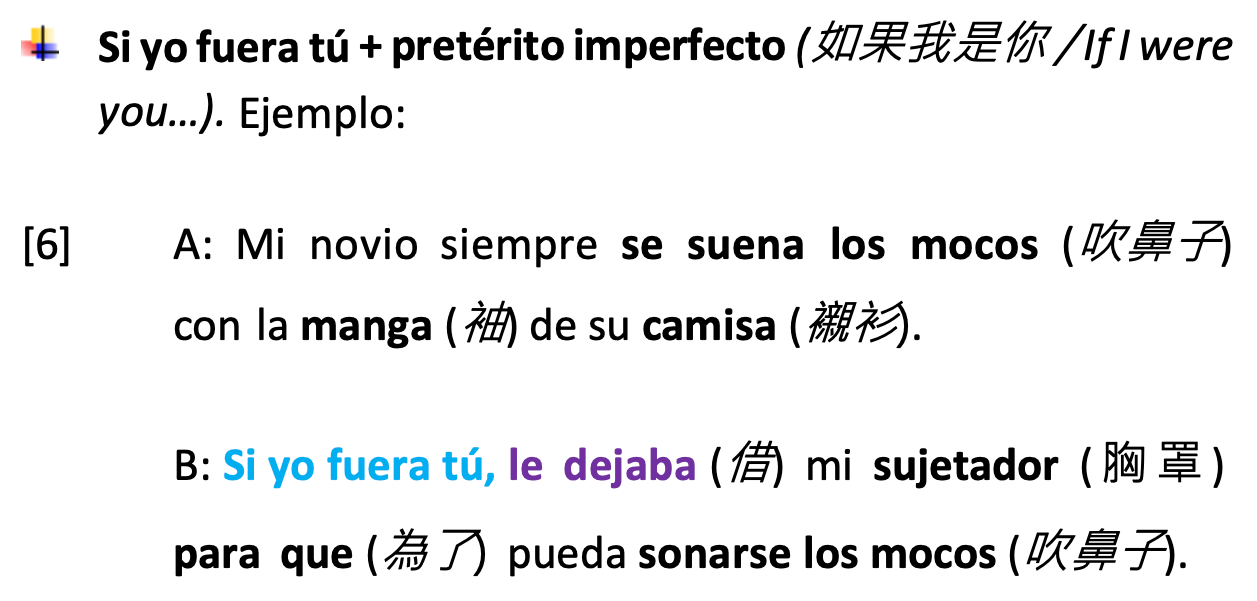 Si yo fuera tú + pretérito imperfecto (如果我是你 /If I were
you...). Ejemplo:
[6] A: Mi novio siempre se suena los mocos (吹鼻子)
con la manga (袖) de su camisa (襯衫).
B: Si yo fuera tú, le dejaba (借) mi sujetador (胸罩)
para que (為了) pueda sonarse los mocos (吹鼻子).